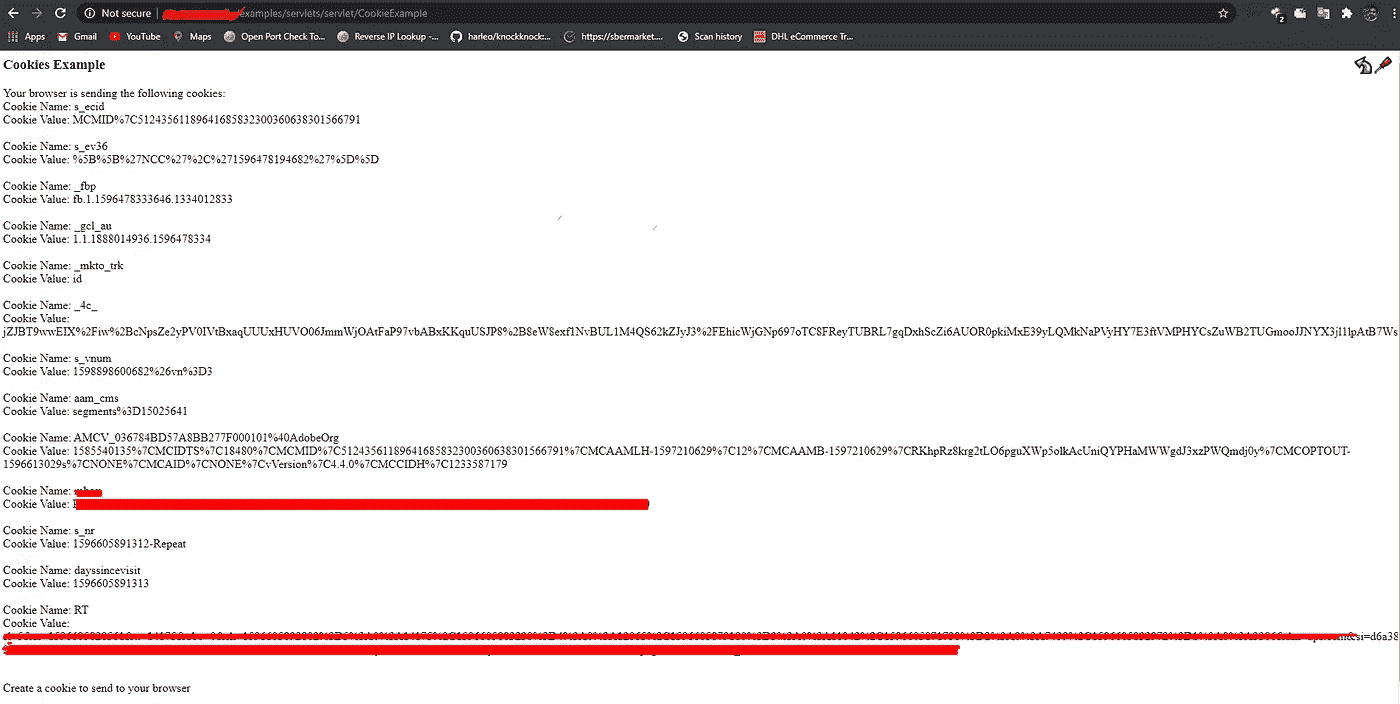 Not secure | /examples/servlets/servlet/CookieExample
Apps Gmail YouTube Maps Open Port Check To... Reverse IP Lookup -... harleo/knockknock:... https://sbermarket.... Scan history DHL eCommerce Tr...
2
Cookies Example
Your browser is sending the following cookies:
Cookie Name: s_ecid
Cookie Value: MCMID%7C51243561189641685832300360638301566791
Cookie Name: s_ev36
Cookie Value: %5B%5B%27NCC%27%2C%271596478194682%27%5D%5D
Cookie Name: _fbp
Cookie Value: fb.1.1596478333646.1334012833
Cookie Name: _gcl_au
Cookie Value: 1.1.1888014936.1596478334
Cookie Name: _mkto_trk
Cookie Value: id
Cookie Name: _4c_
Cookie Value:
jZJBT9wwEIX%2Fiw%2BcNpsZe2yPV0IVtBxaqUUUxHUVO06JmmWjOAtFaP97vbABxKKquUSJP8%2B8eW8exf1NvBUL1M4QS62kZJyJ3%2FEhicWjGNp697oTC8FReyTUBRL7gqDxhScZi6AUOR0pkiMxE39yLQMkNaPVyHY7E3ftVMPHYCsZuWB2TUGmooJJNYX3jl1lpAtB7Ws
Cookie Name: s_vnum
Cookie Value: 1598898600682%26vn%3D3
Cookie Name: aam_cms
Cookie Value: segments%3D15025641
Cookie Name: AMCV_036784BD57A8BB277F000101%40AdobeOrg
Cookie Value: 1585540135%7CMCIDTS%7C18480%7CMCMID%7C51243561189641685832300360638301566791%7CMCAAMLH-1597210629%7C12%7CMCAAMB-1597210629%7CRKhpRz8krg2tLO6pguXWp5olkAcUniQYPHaMWWgdJ3xzPWQmdj0y%7CMCOPTOUT-
1596613029s%7CNONE%7CMCAID%7CNONE%7CvVersion%7C4.4.0%7CMCCIDH%7C1233587179
Cookie Name:
Cookie Value:
Cookie Name: s_nr
Cookie Value: 1596605891312-Repeat
Cookie Name: dayssincevisit
Cookie Value: 1596605891313
Cookie Name: RT
Cookie Value:
si=d6a38
Create a cookie to send to your browser